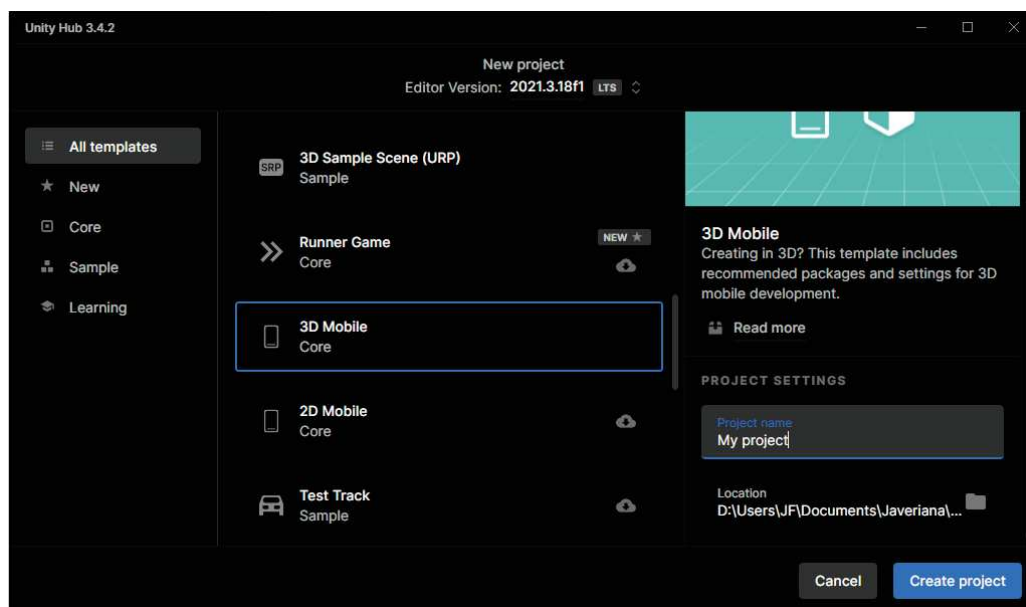 Unity Hub 3.4.2
New project
Editor Version: 2021.3.18f1 LTS
All templates
New
Core
Sample
Learning
SRP
3D Sample Scene (URP)
Sample
Runner Game
Core
NEW
3D Mobile
Core
2D Mobile
Core
Test Track
Sample
3D Mobile
Creating in 3D? This template includes
recommended packages and settings for 3D
mobile development.
Read more
PROJECT SETTINGS
Project name
My project
Location
D:\Users\JF\Documents\Javeriana\...
Cancel
Create project